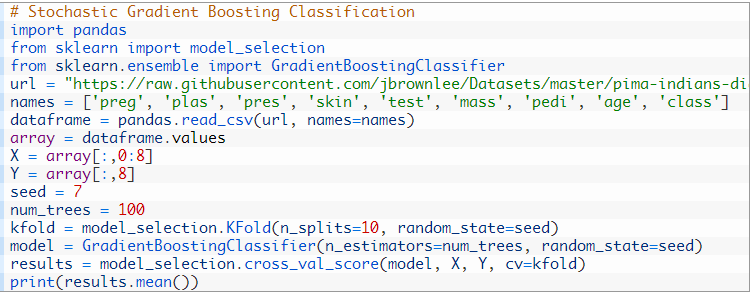 # Stochastic Gradient Boosting Classification
import pandas
from sklearn import model_selection
from sklearn.ensemble import GradientBoostingClassifier
url = "https://raw.githubusercontent.com/jbrownlee/Datasets/master/pima-indians-di
names = ['preg', 'plas', 'pres', 'skin', 'test', 'mass', 'pedi', 'age', 'class']
dataframe = pandas.read_csv(url, names=names)
array = dataframe.values
X = array[:,0:8]
Y = array[:,8]
seed = 7
num_trees = 100
kfold = model_selection.KFold(n_splits=10, random_state=seed)
model = GradientBoostingClassifier(n_estimators=num_trees, random_state=seed)
results = model_selection.cross_val_score(model, X, Y, cv=kfold)
print(results.mean())